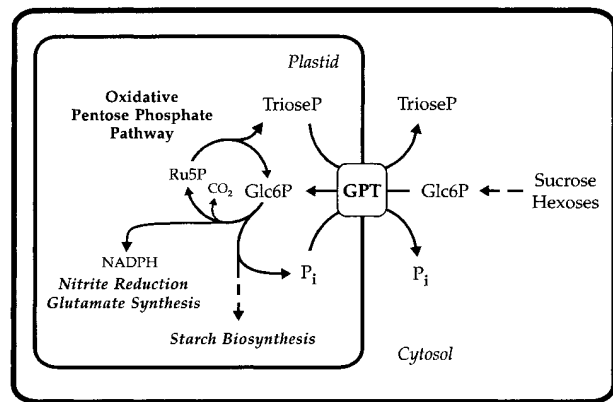 Plastid
Oxidative
Pentose Phosphate
Pathway
TrioseP
TrioseP
Ru5P
CO₂
Glc6P
GPT
Glc6P
Sucrose
Hexoses
NADPH
Nitrite Reduction
Glutamate Synthesis
Pi
Pi
Starch Biosynthesis
Cytosol